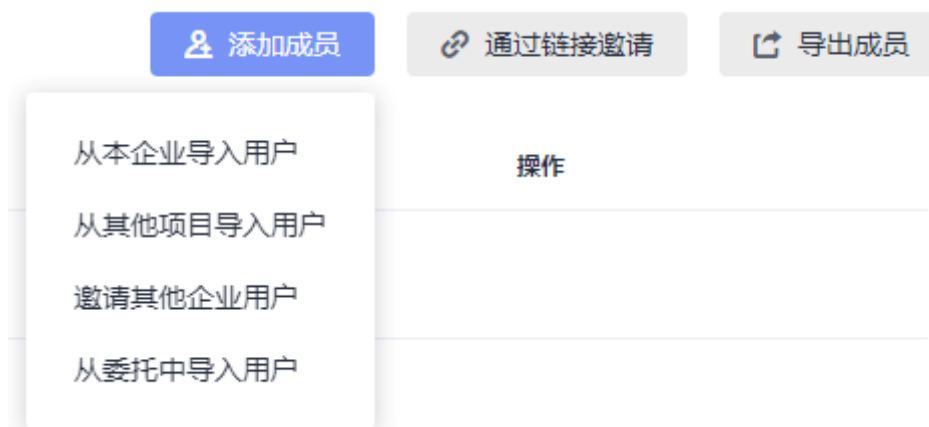 添加成员
通过链接邀请
导出成员
从本企业导入用户
操作
从其他项目导入用户
邀请其他企业用户
从委托中导入用户